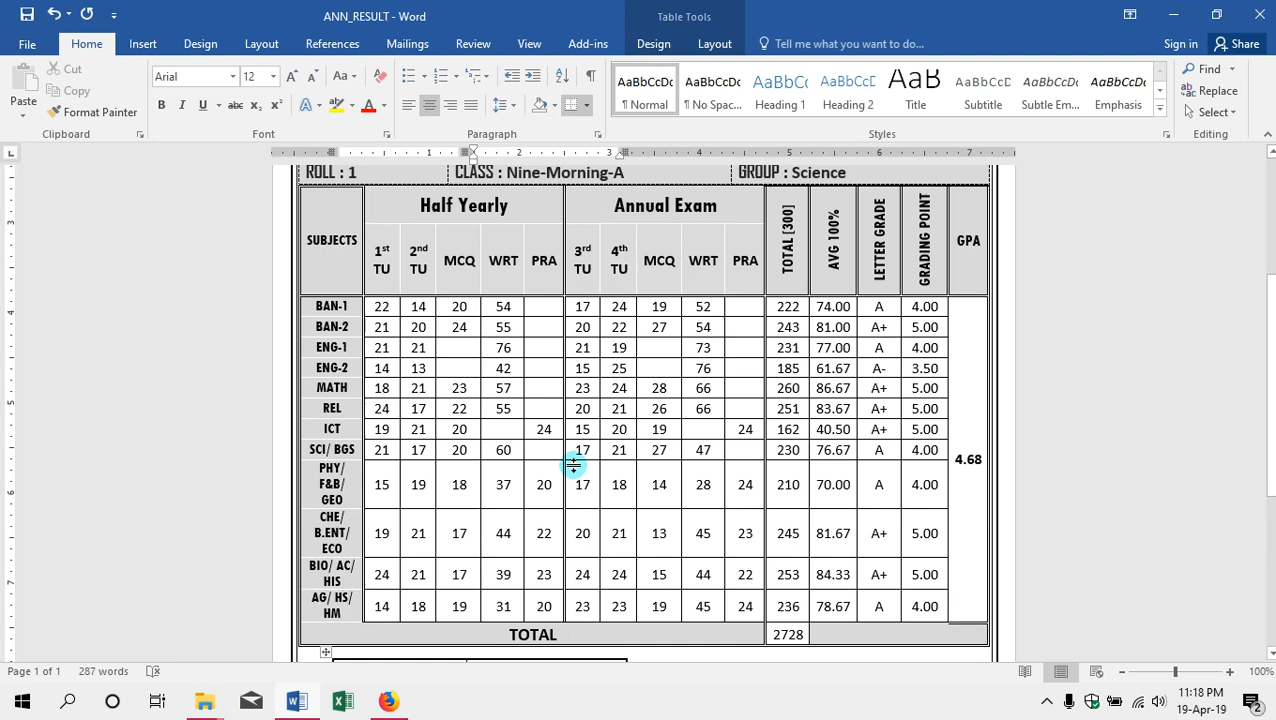 ANN_RESULT - Word
Table Tools
File Home Insert Design Layout References Mailings Review View Add-ins Design Layout Tell me what you want to do... Sign in Share
Paste
Cut
Copy
Format Painter
Clipboard
Arial 12
Font
Paragraph
AaBbCcDc ¶ Normal
AaBbCcDc ¶ No Spac...
AaBbCc Heading 1
AaBbCcC Heading 2
AaB Title
AaBbCcC Subtitle
AaBbCcDc Subtle Em...
AaBbCcDc Emphasis
Styles
Find
Replace
Select
Editing
1 2 3 4 5 6 7
ROLL : 1 CLASS : Nine-Morning-A GROUP : Science
SUBJECTS Half Yearly Annual Exam TOTAL [300] AVG 100% LETTER GRADE GRADING POINT GPA
1st TU 2nd TU MCQ WRT PRA 3rd TU 4th TU MCQ WRT PRA
BAN-1 22 14 20 54 17 24 19 52 222 74.00 A 4.00
BAN-2 21 20 24 55 20 22 27 54 243 81.00 A+ 5.00
ENG-1 21 21 76 21 19 73 231 77.00 A 4.00
ENG-2 14 13 42 15 25 76 185 61.67 A- 3.50
MATH 18 21 23 57 23 24 28 66 260 86.67 A+ 5.00
REL 24 17 22 55 20 21 26 66 251 83.67 A+ 5.00
ICT 19 21 20 24 15 20 19 24 162 40.50 A+ 5.00
SCI/ BGS 21 17 20 60 17 21 27 47 230 76.67 A 4.00
4.68
PHY/ F&B/ GEO 15 19 18 37 20 17 18 14 28 24 210 70.00 A 4.00
CHE/ B.ENT/ ECO 19 21 17 44 22 20 21 13 45 23 245 81.67 A+ 5.00
BIO/ AC/ HIS 24 21 17 39 23 24 24 15 44 22 253 84.33 A+ 5.00
AG/ HS/ HM 14 18 19 31 20 23 23 19 45 24 236 78.67 A 4.00
TOTAL 2728
Page 1 of 1 287 words 100%
11:18 PM
19-Apr-19
2